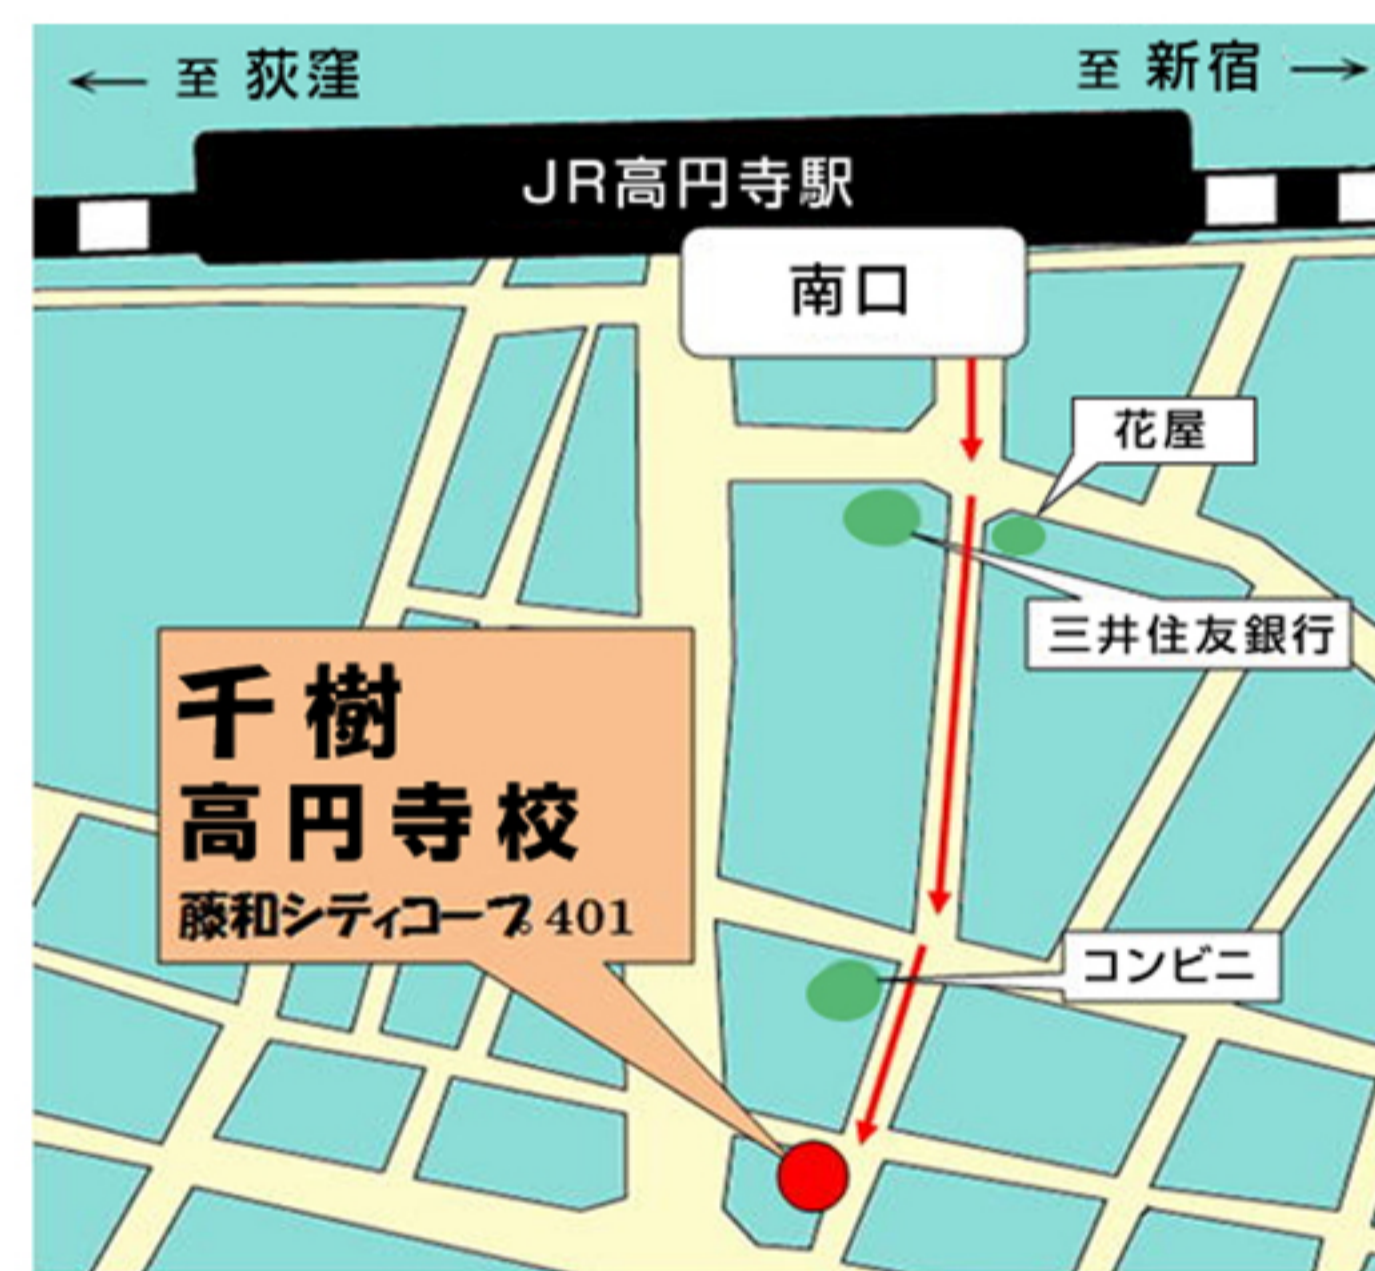 ← 至 荻窪
至 新宿 →
JR高円寺駅
南口
花屋
三井住友銀行
千樹
高円寺校
藤和シティコープ。401
コンビニ